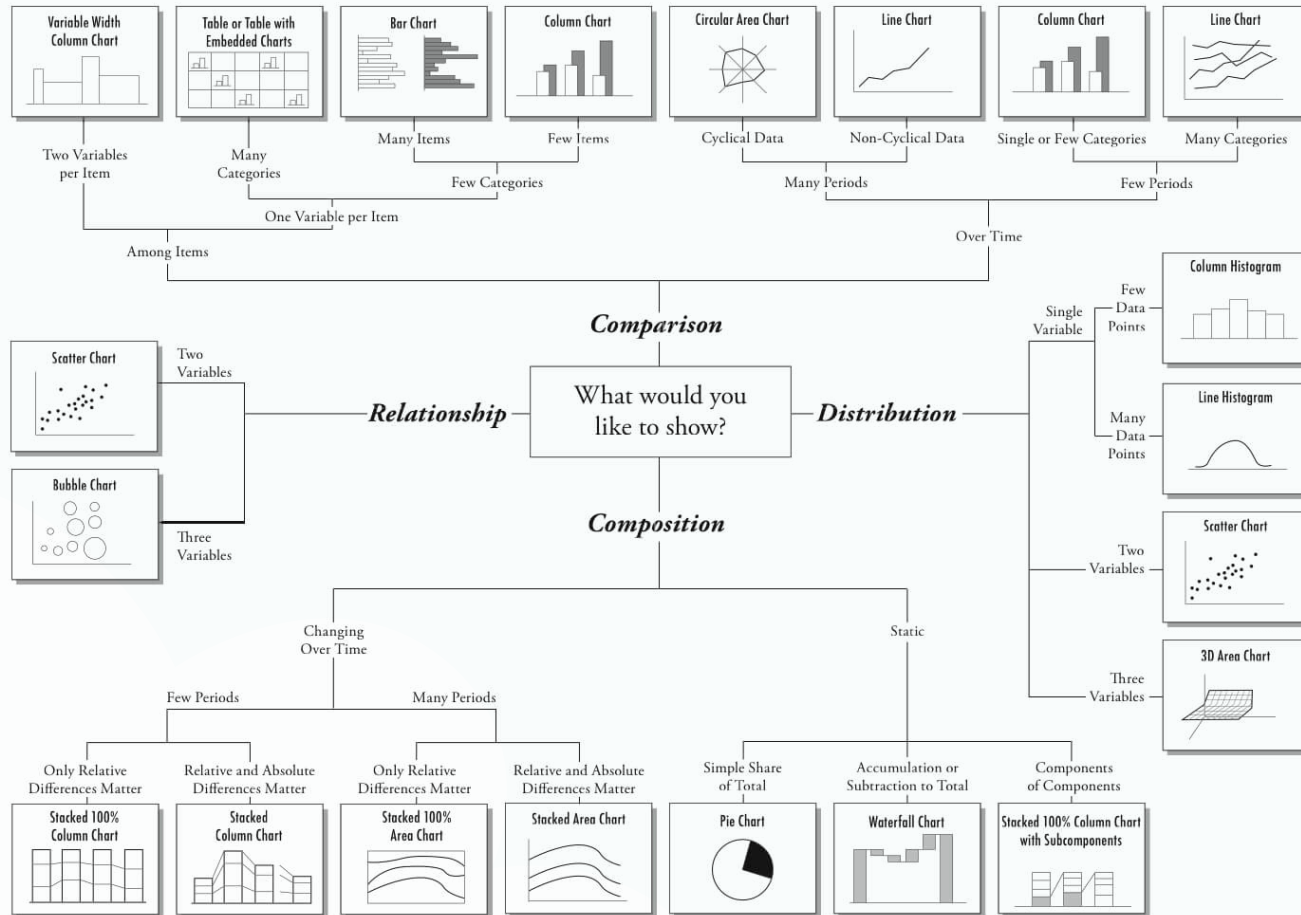 Variable Width
Column Chart
Table or Table with
Embedded Charts
Bar Chart
Column Chart
Circular Area Chart
Line Chart
Column Chart
Line Chart
Many Items
Few Items
Cyclical Data
Non-Cyclical Data
Single or Few Categories
Many Categories
Two Variables
per Item
Many
Categories
Few Categories
Many Periods
Few Periods
One Variable per Item
Among Items
Over Time
Comparison
What would you
like to show?
Relationship
Two
Variables
Scatter Chart
Bubble Chart
Three
Variables
Distribution
Single
Variable
Few
Data
Points
Column Histogram
Many
Data
Points
Line Histogram
Two
Variables
Scatter Chart
Three
Variables
3D Area Chart
Composition
Changing
Over Time
Static
Few Periods
Many Periods
Only Relative
Differences Matter
Relative and Absolute
Differences Matter
Only Relative
Differences Matter
Relative and Absolute
Differences Matter
Simple Share
of Total
Accumulation or
Subtraction to Total
Components
of Components
Stacked 100%
Column Chart
Stacked
Column Chart
Stacked 100%
Area Chart
Stacked Area Chart
Pie Chart
Waterfall Chart
Stacked 100% Column Chart
with Subcomponents